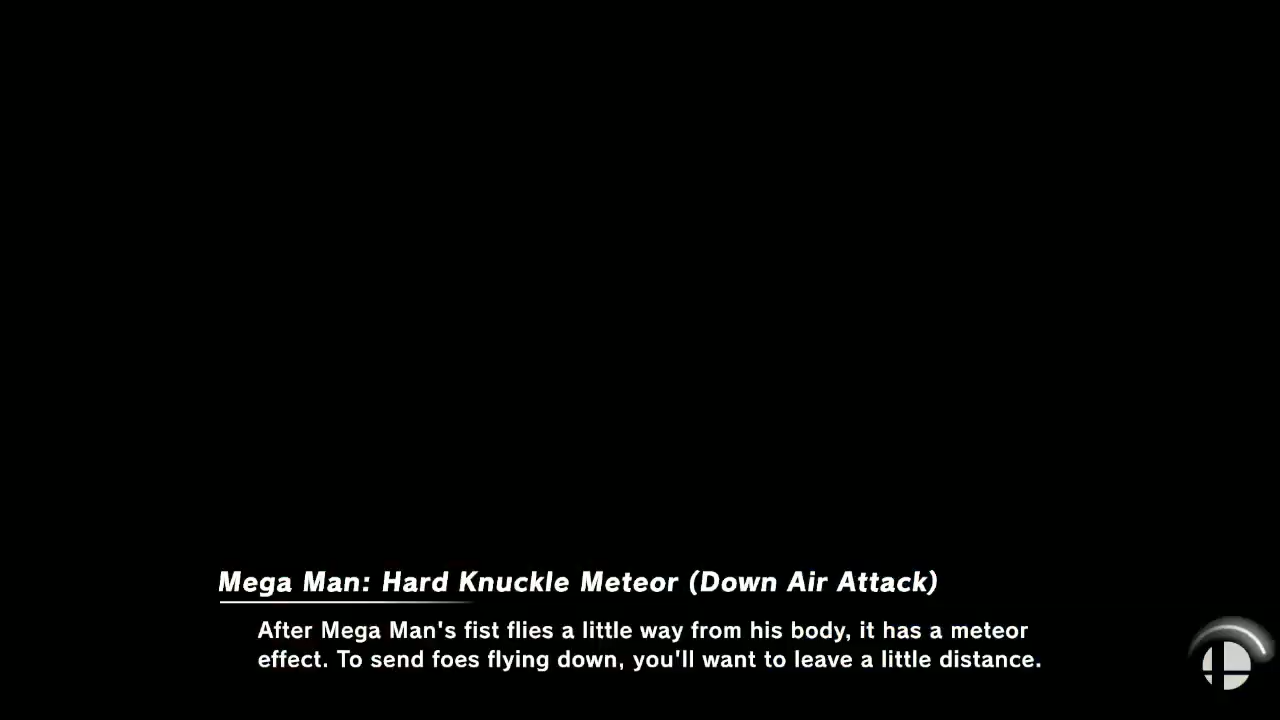 Mega Man: Hard Knuckle Meteor (Down Air Attack)
After Mega Man's fist flies a little way from his body, it has a meteor
effect. To send foes flying down, you'll want to leave a little distance.